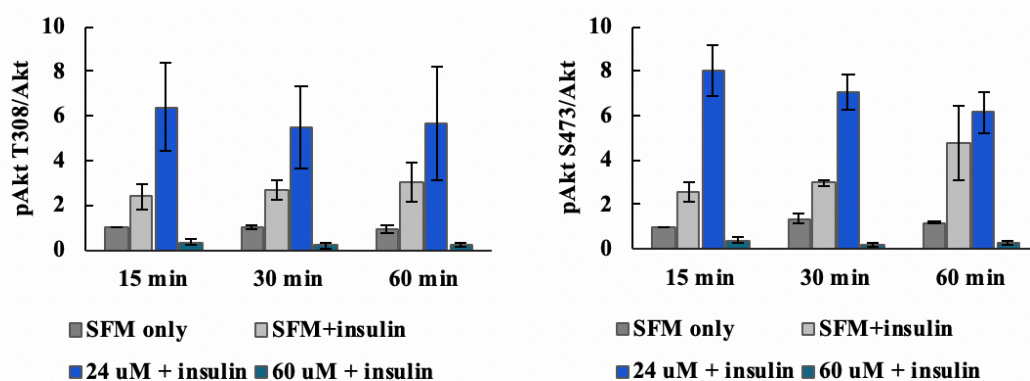 pAkt T308/Akt
10
8
6
4
2
0
15 min 30 min 60 min
SFM only SFM+insulin
24 uM + insulin 60 uM + insulin
pAkt S473/Akt
10
8
6
4
2
0
15 min 30 min 60 min
SFM only SFM+insulin
24 uM + insulin 60 uM + insulin